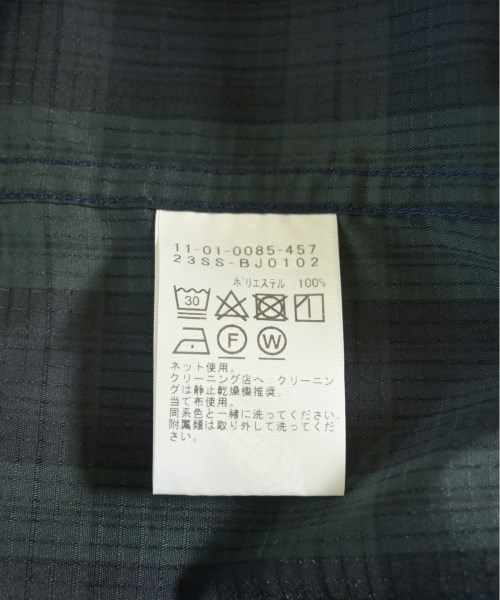 11-01-0085-457
23SS-BJ0102
ポリエステル 100%
30
F W
ネット使用。
クリーニング店へ：クリーニン
グは静止乾燥機推奨。
当て布使用。
同系色と一緒に洗ってください。
附属類は取り外して洗ってくだ
さい。